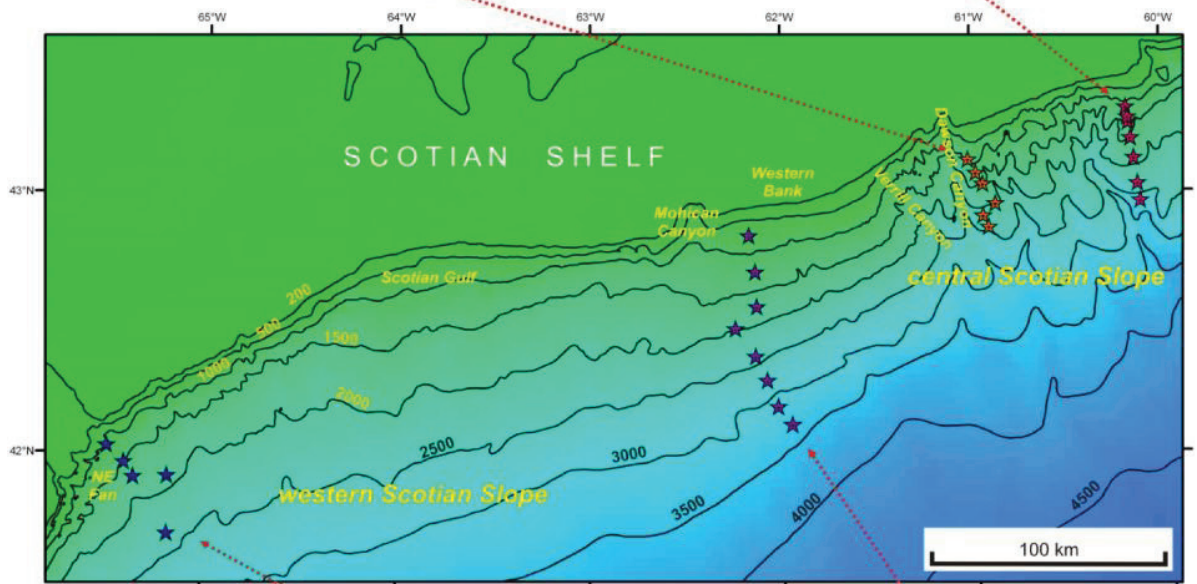 65°W 64°W 63°W 62°W 61°W 60°W
SCOTIAN SHELF
43°N
Western
Bank
Dawson Canyon
Verrill Canyon
Mohican
Canyon
Scotian Gulf
central Scotian Slope
200
500
1000
1500
2000
42°N
2500
3000
NE
Fan
western Scotian Slope
3500
4000
4500
100 km